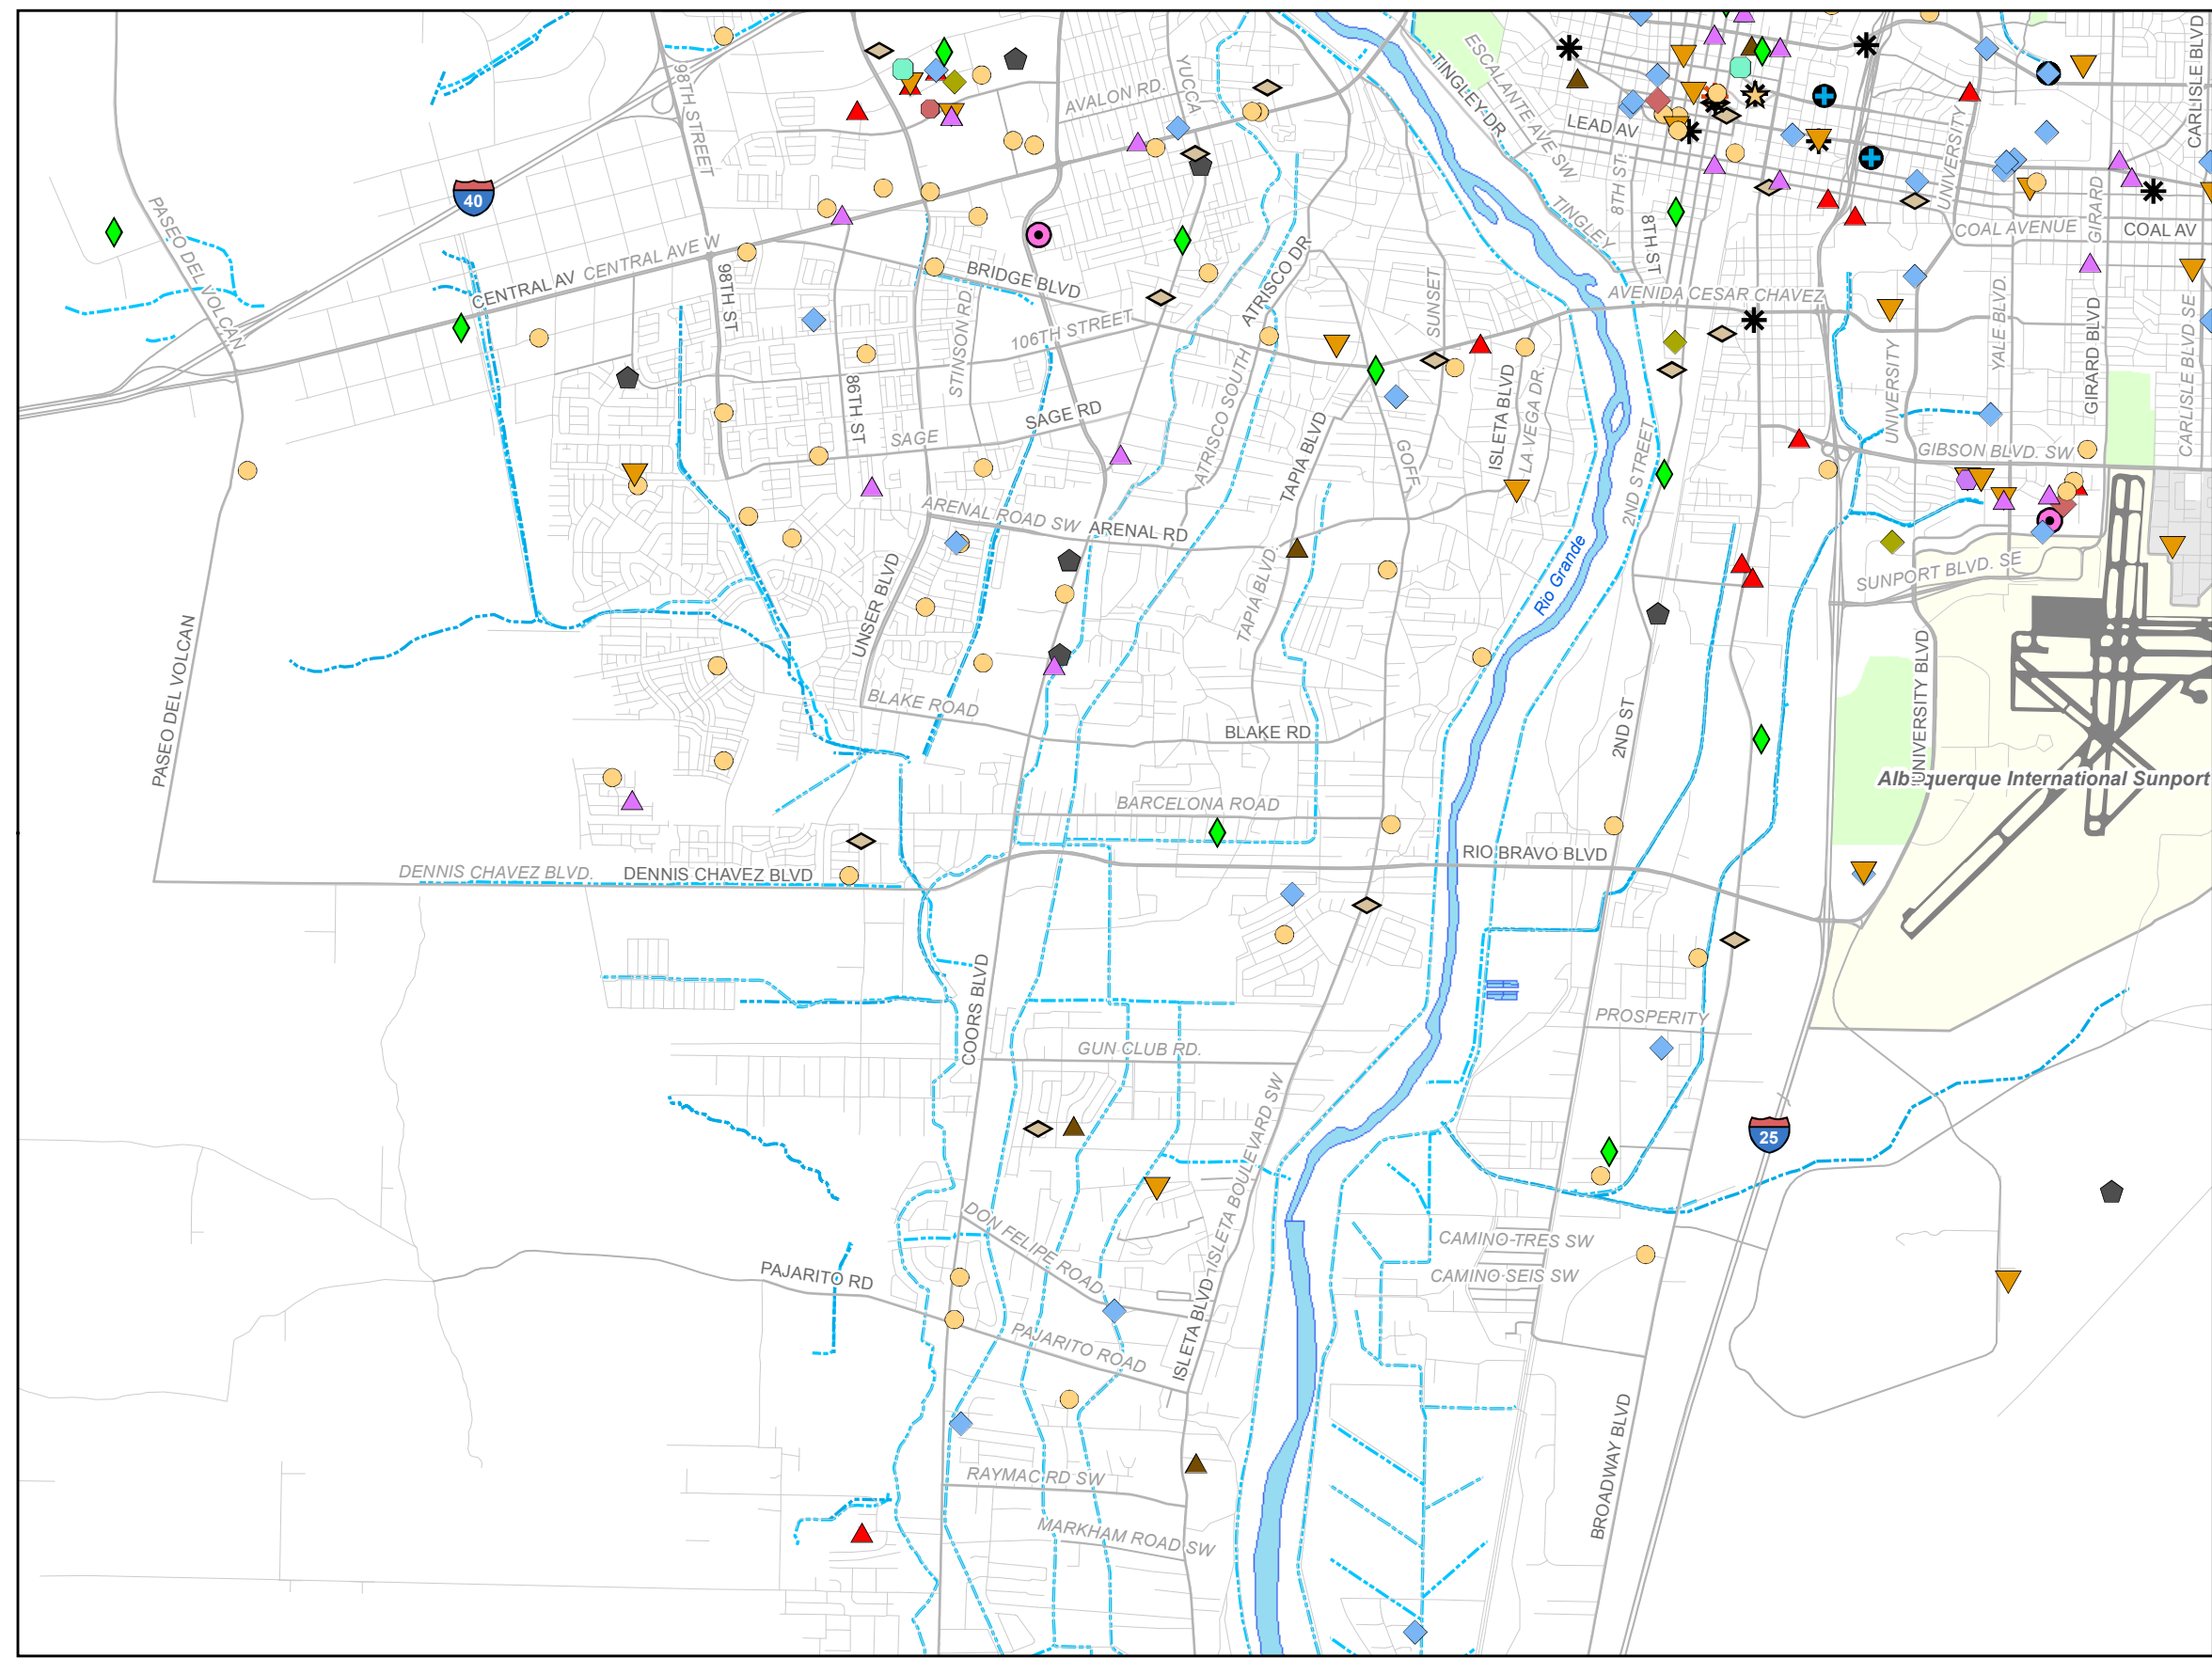 CARLISLE BLVD
98TH STREET
YUCCA
AVALON RD.
TINGLEY DR
ESCALANTE AVE SW
LEAD AV
8TH ST.
UNIVERSITY
GIRARD
40
PASEO DEL VOLCAN
TINGLEY
8TH ST
COAL AVENUE
COAL AV
CENTRAL AV
CENTRAL AVE W
98TH ST
BRIDGE BLVD
ATRISCO DR.
SUNSET
AVENIDA CESAR CHAVEZ
YALE BLVD.
GIRARD BLVD
CARLISLE BLVD SE
STINSON RD.
106TH STREET
86TH ST
SAGE
SAGE RD
ATRISCO SOUTH
TAPIA BLVD
GOFF
ISLETA BLVD
LA VEGA DR.
2ND STREET
UNIVERSITY
GIBSON BLVD. SW
ARENAL ROAD SW
ARENAL RD
UNSER BLVD
TAPIA BLVD.
Rio Grande
SUNPORT BLVD. SE
PASEO DEL VOLCAN
BLAKE ROAD
BLAKE RD
2ND ST
UNIVERSITY BLVD
Albuquerque International Sunport
BARCELONA ROAD
RIO BRAVO BLVD
DENNIS CHAVEZ BLVD.
DENNIS CHAVEZ BLVD
COORS BLVD
PROSPERITY
GUN CLUB RD.
25
ISLETA BOULEVARD SW
DON FELIPE ROAD
CAMINO TRES SW
CAMINO SEIS SW
PAJARITO RD
PAJARITO ROAD
ISLETA BLVD
BROADWAY BLVD
RAYMAC RD SW
MARKHAM ROAD SW